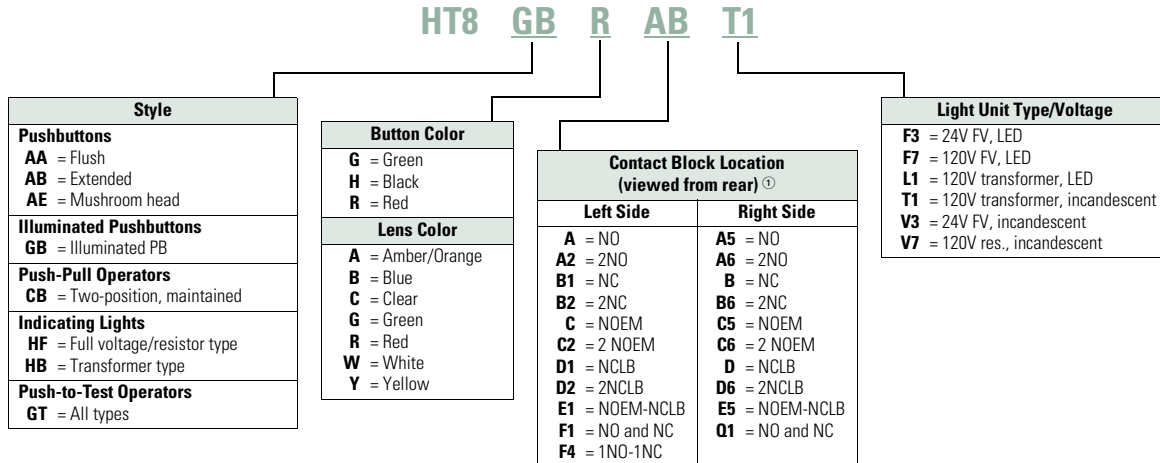 HT8 GB R AB T1
Style
Pushbuttons
AA = Flush
AB = Extended
AE = Mushroom head
Illuminated Pushbuttons
GB = Illuminated PB
Push-Pull Operators
CB = Two-position, maintained
Indicating Lights
HF = Full voltage/resistor type
HB = Transformer type
Push-to-Test Operators
GT = All types
Button Color
G = Green
H = Black
R = Red
Lens Color
A = Amber/Orange
B = Blue
C = Clear
G = Green
R = Red
W = White
Y = Yellow
Contact Block Location
(viewed from rear) ①
Left Side
A = NO
A2 = 2NO
B1 = NC
B2 = 2NC
C = NOEM
C2 = 2 NOEM
D1 = NCLB
D2 = 2NCLB
E1 = NOEM-NCLB
F1 = NO and NC
F4 = 1NO-1NC
Right Side
A5 = NO
A6 = 2NO
B = NC
B6 = 2NC
C5 = NOEM
C6 = 2 NOEM
D = NCLB
D6 = 2NCLB
E5 = NOEM-NCLB
Q1 = NO and NC
Light Unit Type/Voltage
F3 = 24V FV, LED
F7 = 120V FV, LED
L1 = 120V transformer, LED
T1 = 120V transformer, incandescent
V3 = 24V FV, incandescent
V7 = 120V res., incandescent